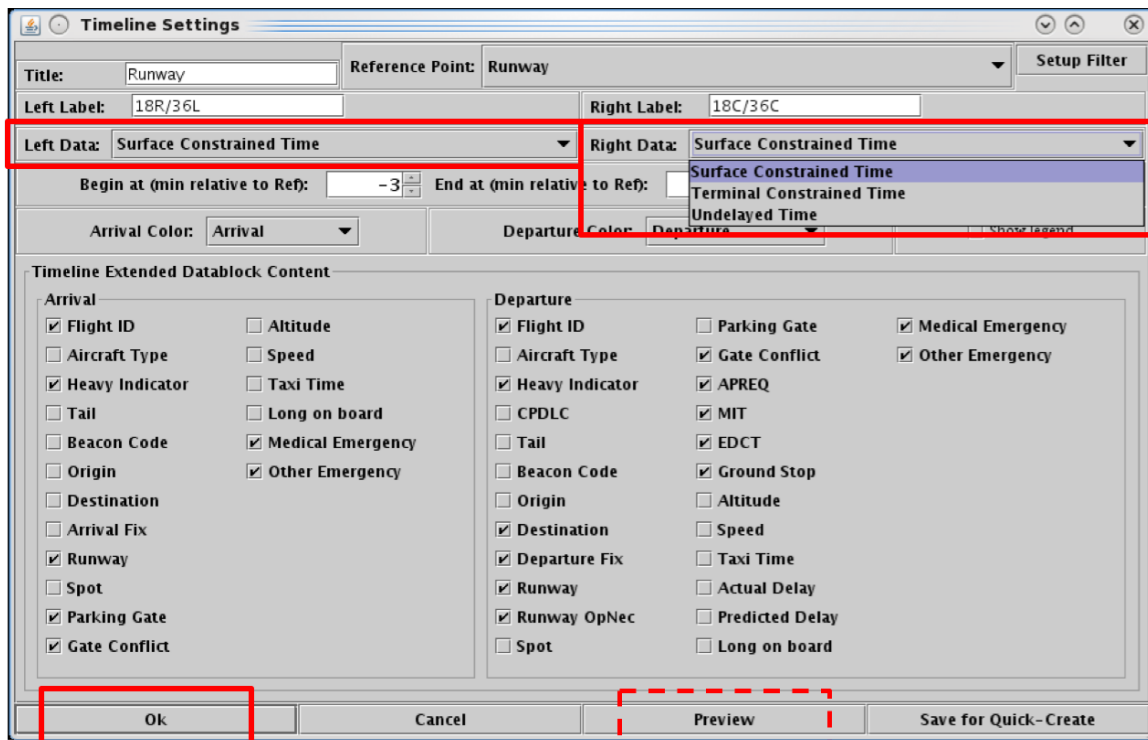 Timeline Settings
Title: Runway Reference Point: Runway Setup Filter
Left Label: 18R/36L Right Label: 18C/36C
Left Data: Surface Constrained Time Right Data: Surface Constrained Time
Surface Constrained Time
Terminal Constrained Time
Undelayed Time
Begin at (min relative to Ref): -3 End at (min relative to Ref):
Arrival Color: Arrival Departure Color: Departure Show legend
Timeline Extended Datablock Content
Arrival
Flight ID Altitude
Aircraft Type Speed
Heavy Indicator Taxi Time
Tail Long on board
Beacon Code Medical Emergency
Origin Other Emergency
Destination
Arrival Fix
Runway
Spot
Parking Gate
Gate Conflict
Departure
Flight ID Parking Gate Medical Emergency
Aircraft Type Gate Conflict Other Emergency
Heavy Indicator APREQ
CPDLC MIT
Tail EDCT
Beacon Code Ground Stop
Origin Altitude
Destination Speed
Departure Fix Taxi Time
Runway Actual Delay
Runway OpNec Predicted Delay
Spot Long on board
Ok Cancel Preview Save for Quick-Create